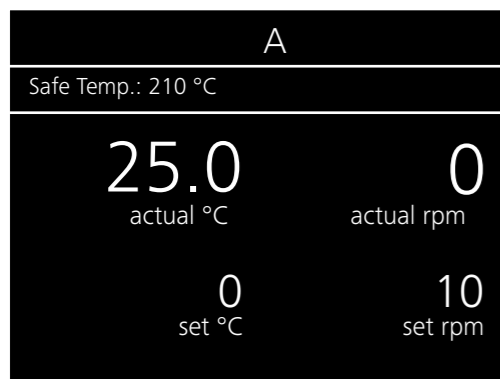 A
Safe Temp.: 210 °C
25.0 0
actual °C actual rpm
0 10
set °C set rpm